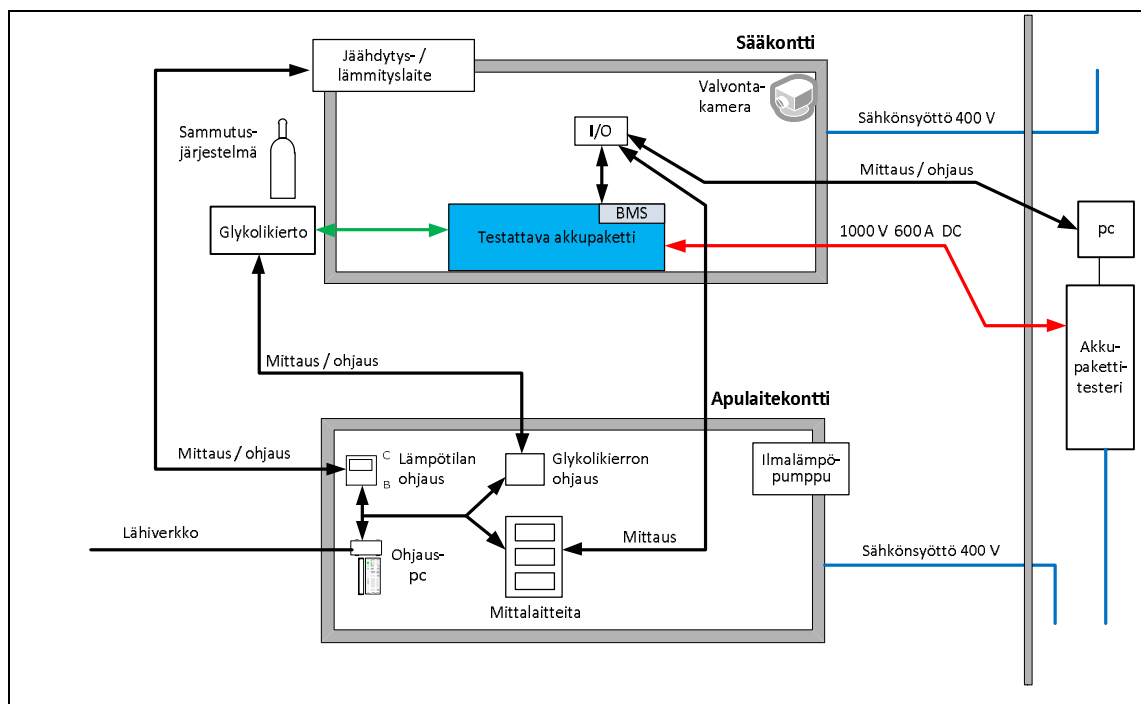 Sääkontti
Jäähdytys- /
lämmityslaite
Valvonta-
kamera
Sähkönsyöttö 400 V
Sammutus-
järjestelmä
I/O
Mittaus / ohjaus
BMS
Testattava akkupaketti
Glykolikierto
1000 V 600 A DC
pc
Akku-
paketti-
testeri
Mittaus / ohjaus
Apulaitekontti
Mittaus / ohjaus
C
B
Lämpötilan
ohjaus
Glykolikierron
ohjaus
Ilmalämpö-
pumppu
Lähiverkko
Ohjaus-
pc
Mittaus
Sähkönsyöttö 400 V
Mittalaitteita